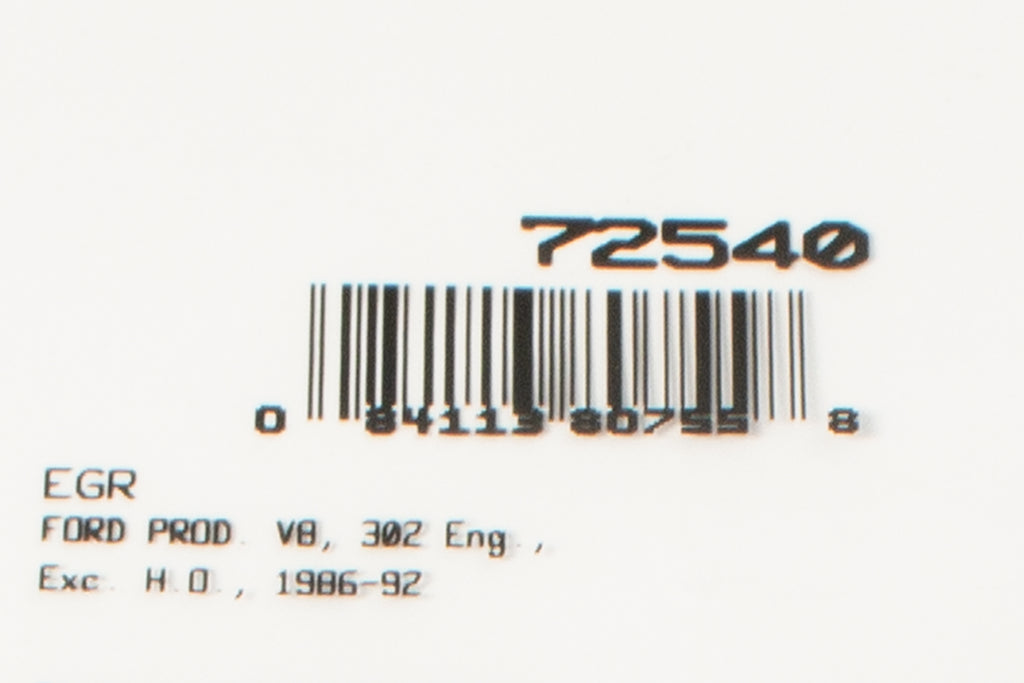 72540
0 84113 80755 8
EGR
FORD PROD. V8, 302 Eng.,
Exc. H.O., 1986-92